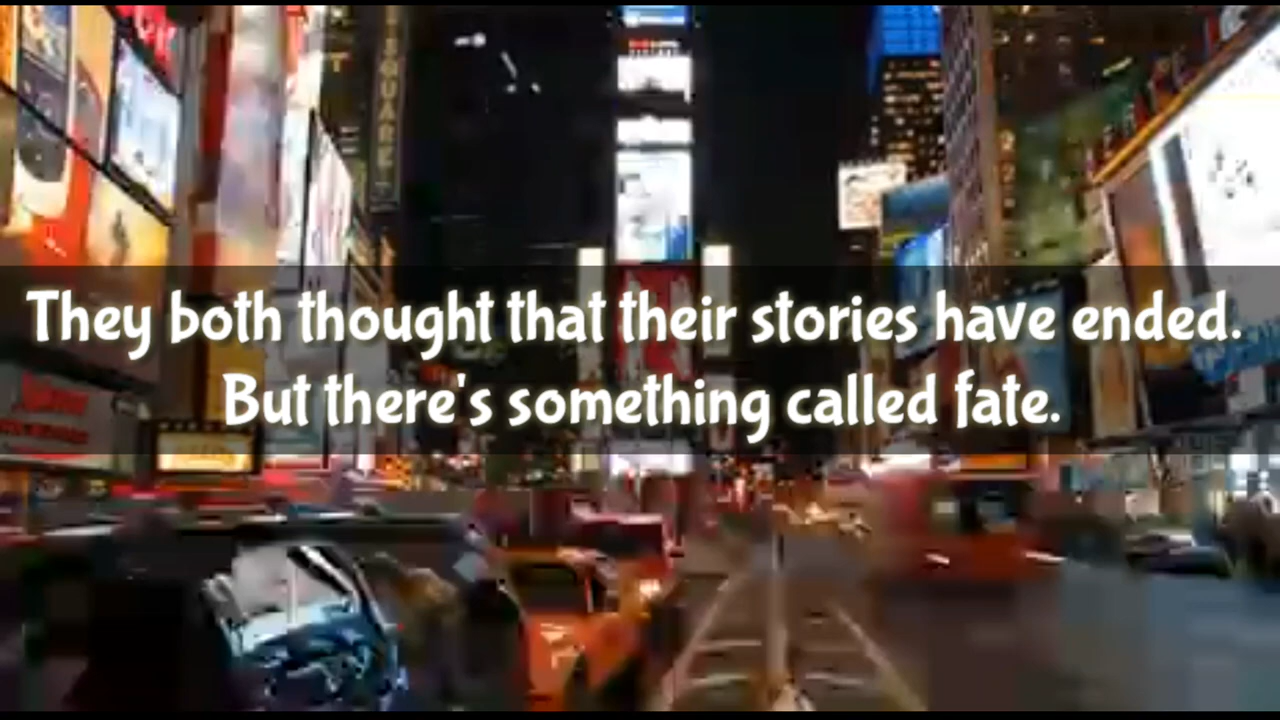 They both thought that their stories have ended.
But there's something called fate.